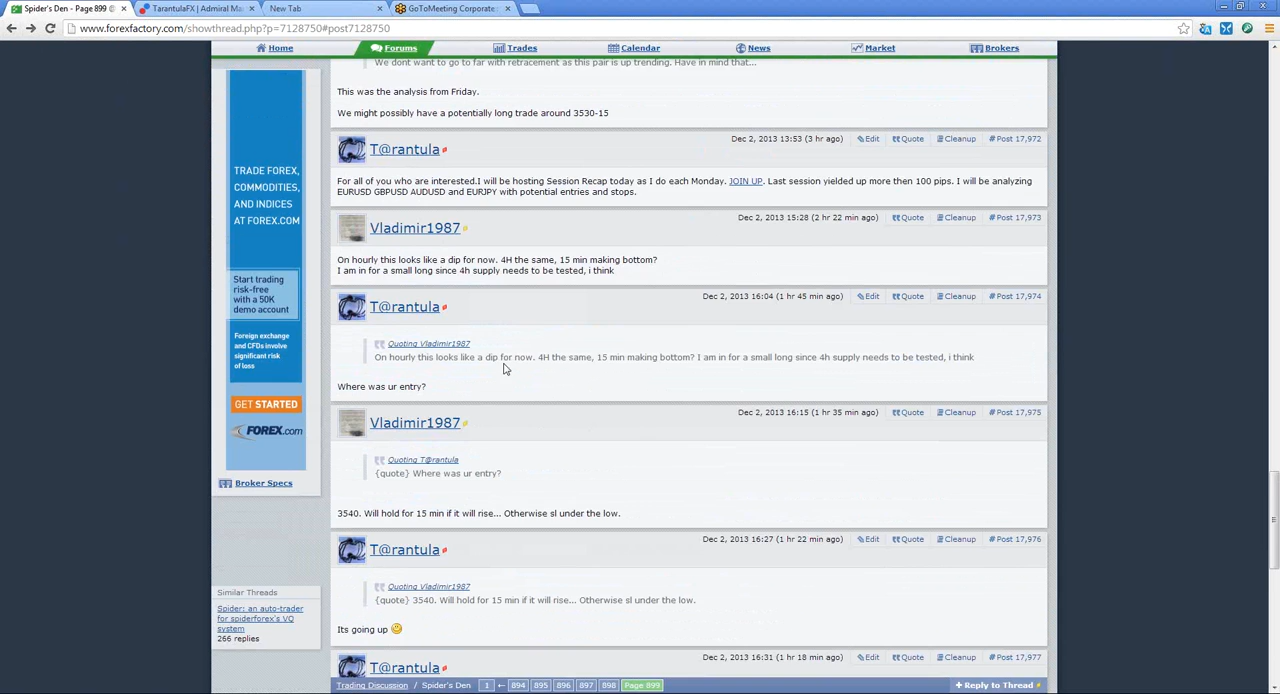 Spider's Den - Page 899
TarantulaFX | Admiral Ma
New Tab
GoToMeeting Corporate
www.forexfactory.com/showthread.php?p=7128750#post7128750
Home
Forums
Trades
Calendar
News
Market
Brokers
We dont want to go to far with retracement as this pair is up trending. Have in mind that...
This was the analysis from Friday.
We might possibly have a potentially long trade around 3530-15
T@rantula
Dec 2, 2013 13:53 (3 hr ago)
Edit
Quote
Cleanup
#Post 17,972
For all of you who are interested.I will be hosting Session Recap today as I do each Monday. JOIN UP. Last session yielded up more then 100 pips. I will be analyzing
EURUSD GBPUSD AUDUSD and EURJPY with potential entries and stops.
Vladimir1987
Dec 2, 2013 15:28 (2 hr 22 min ago)
Quote
Cleanup
#Post 17,973
On hourly this looks like a dip for now. 4H the same, 15 min making bottom?
I am in for a small long since 4h supply needs to be tested, i think
T@rantula
Dec 2, 2013 16:04 (1 hr 45 min ago)
Edit
Quote
Cleanup
#Post 17,974
Quoting Vladimir1987
On hourly this looks like a dip for now. 4H the same, 15 min making bottom? I am in for a small long since 4h supply needs to be tested, i think
Where was ur entry?
Vladimir1987
Dec 2, 2013 16:15 (1 hr 35 min ago)
Quote
Cleanup
#Post 17,975
Quoting T@rantula
{quote} Where was ur entry?
3540. Will hold for 15 min if it will rise... Otherwise sl under the low.
T@rantula
Dec 2, 2013 16:27 (1 hr 22 min ago)
Edit
Quote
Cleanup
#Post 17,976
Quoting Vladimir1987
{quote} 3540. Will hold for 15 min if it will rise... Otherwise sl under the low.
Its going up
T@rantula
Dec 2, 2013 16:31 (1 hr 18 min ago)
Edit
Quote
Cleanup
#Post 17,977
TRADE FOREX,
COMMODITIES,
AND INDICES
AT FOREX.COM
Start trading
risk-free
with a 50K
demo account
Foreign exchange
and CFDs involve
significant risk
of loss
GET STARTED
FOREX.com
Broker Specs
Similar Threads
Spider: an auto-trader
for spiderforex's VQ
system
266 replies
Trading Discussion / Spider's Den
1
←
894
895
896
897
898
Page 899
Reply to Thread